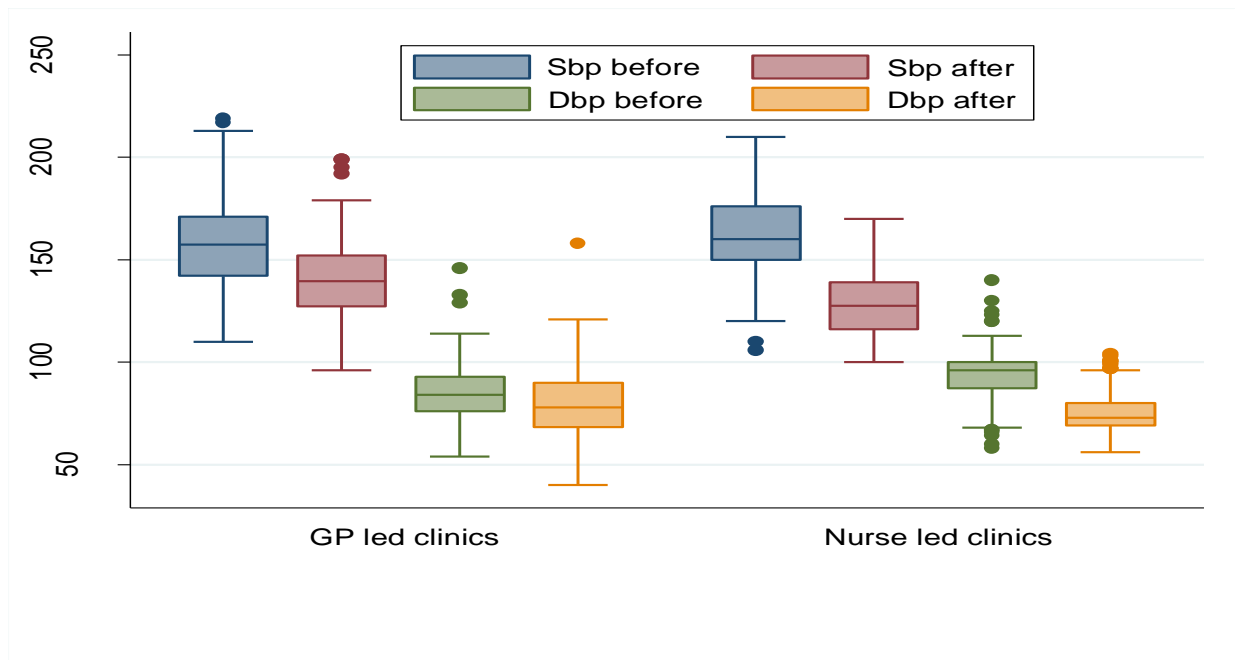 250
200
150
100
50
Sbp before Sbp after
Dbp before Dbp after
GP led clinics Nurse led clinics